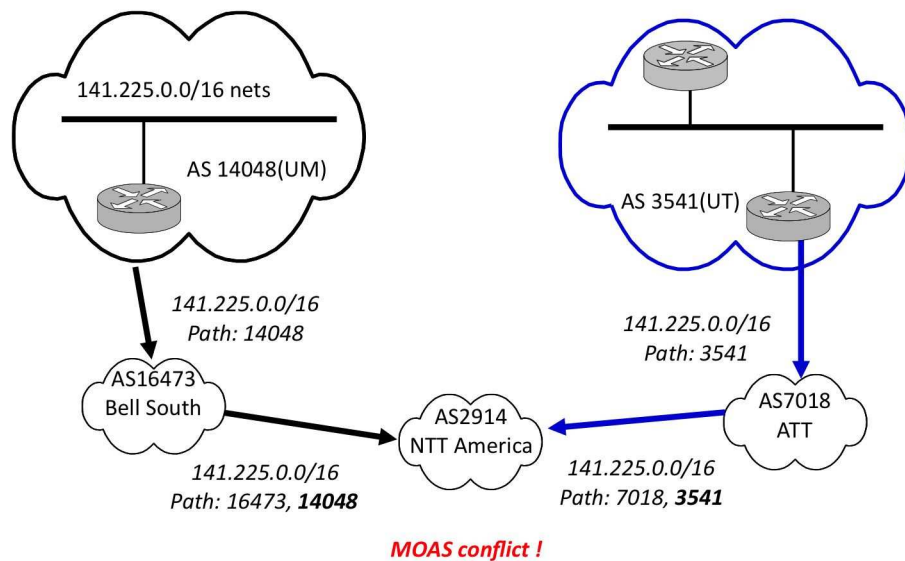 141.225.0.0/16 nets
AS 14048(UM)
AS 3541(UT)
141.225.0.0/16
Path: 14048
141.225.0.0/16
Path: 3541
AS16473
Bell South
AS2914
NTT America
AS7018
ATT
141.225.0.0/16
Path: 16473, 14048
141.225.0.0/16
Path: 7018, 3541
MOAS conflict !